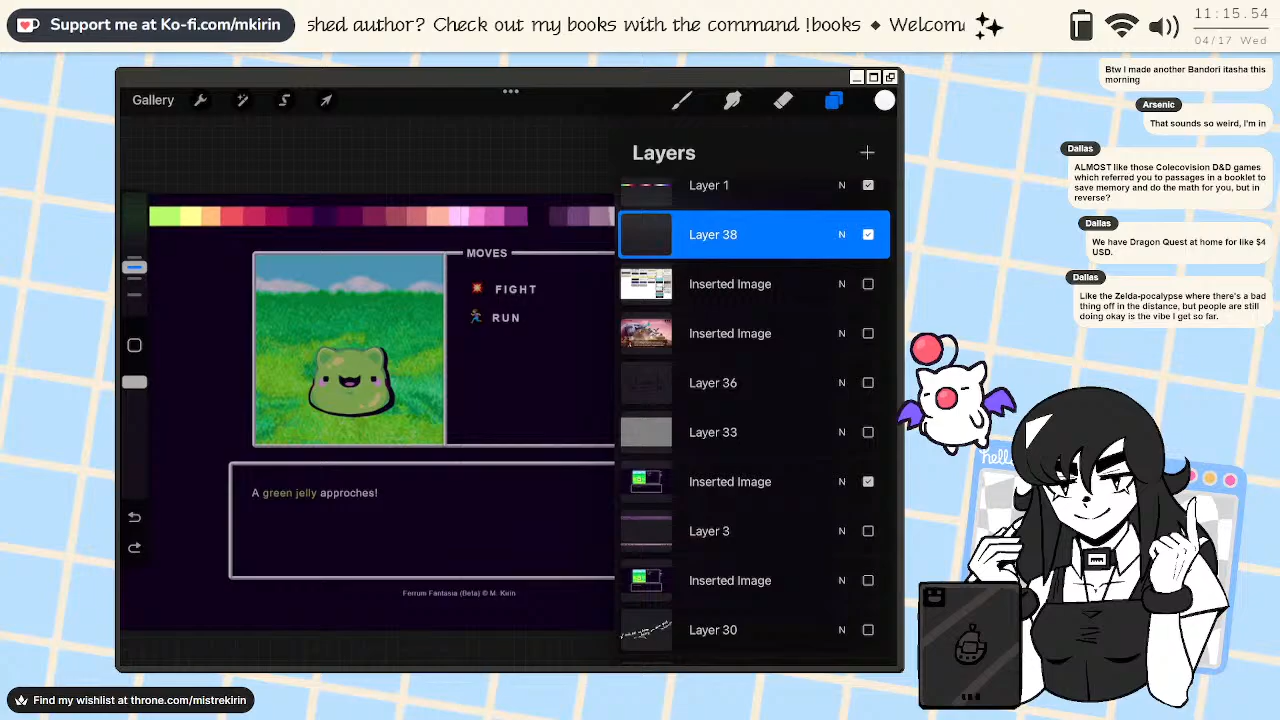 Support me at Ko-fi.com/mkirin
shed author? Check out my books with the command !books ◆ Welcom
11:15.54
04/17 Wed
Btw I made another Bandori itasha this
morning
Arsenic
That sounds so weird, I'm in
Dallas
ALMOST like those Colecovision D&D games
which referred you to passages in a booklet to
save memory and do the math for you, but in
reverse?
Dallas
We have Dragon Quest at home for like $4
USD.
Dallas
Like the Zelda-pocalypse where there's a bad
thing off in the distance, but people are still
doing okay is the vibe I get so far.
Gallery
Layers
Layer 1 N
Layer 38 N
Inserted Image N
Inserted Image N
Layer 36 N
Layer 33 N
Inserted Image N
Layer 3 N
Inserted Image N
Layer 30 N
MOVES
FIGHT
RUN
A green jelly approches!
Ferrum Fantasia (Beta) © M. Kirin
hello
Find my wishlist at throne.com/mistrekirin